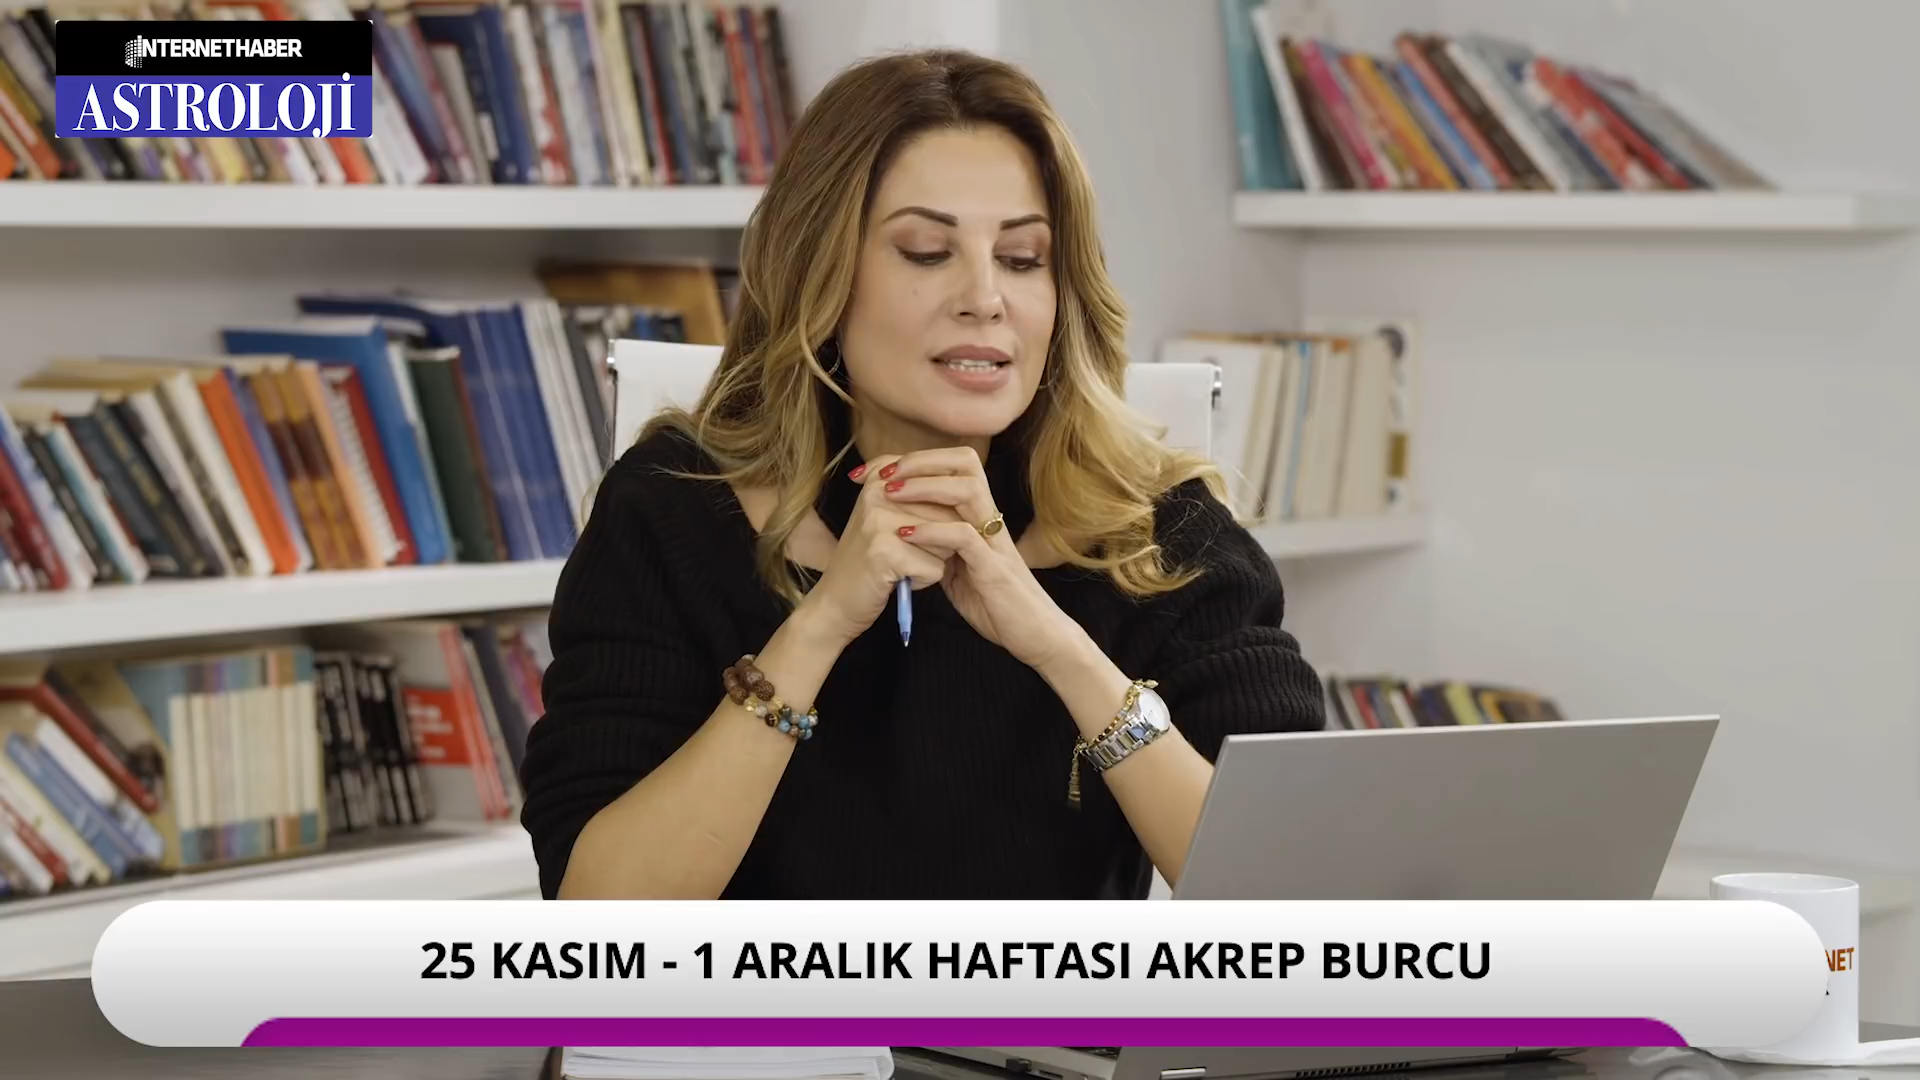 İNTERNETHABER
ASTROLOJİ
25 KASIM - 1 ARALIK HAFTASI AKREP BURCU
NET